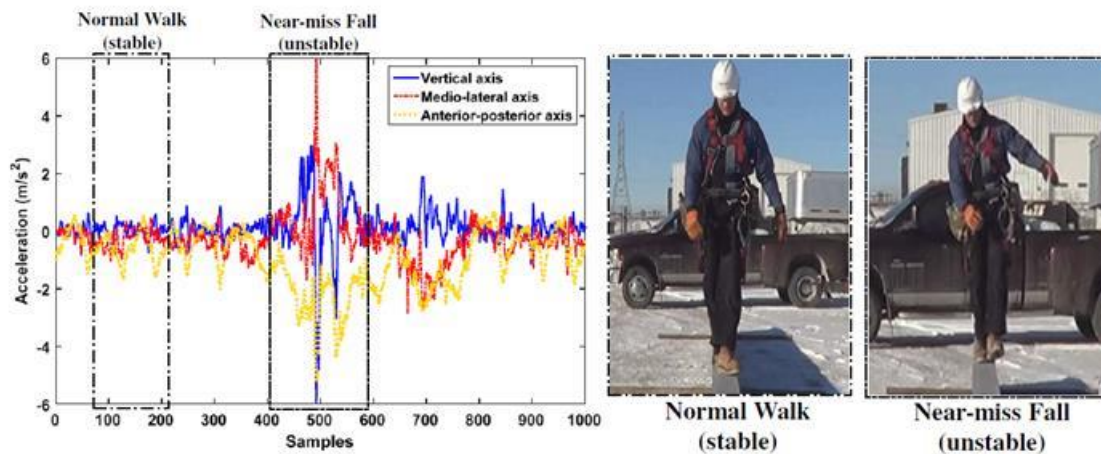 Normal Walk
(stable)
Near-miss Fall
(unstable)
6
4
2
0
-2
-4
-6
Acceleration (m/s²)
Vertical axis
Medio-lateral axis
Anterior-posterior axis
0 100 200 300 400 500 600 700 800 900 1000
Samples
Normal Walk
(stable)
Near-miss Fall
(unstable)